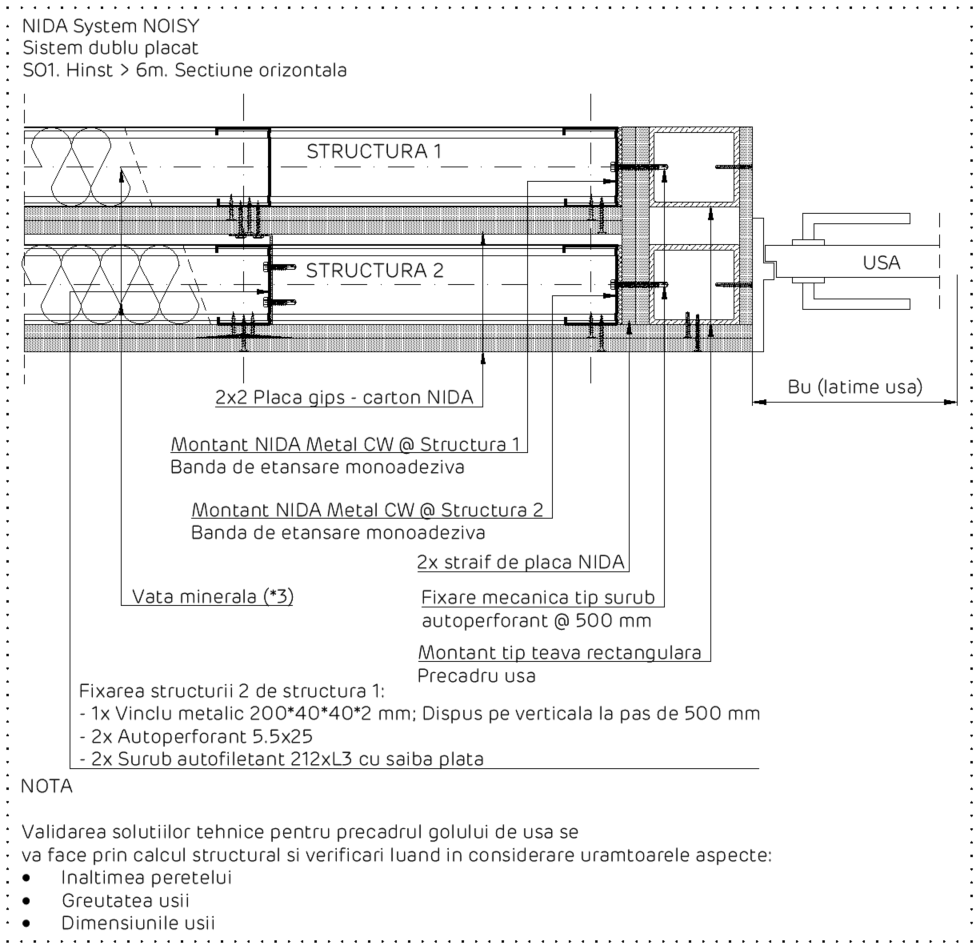 NIDA System NOISY
Sistem dublu placat
S01. Hinst > 6m. Sectiune orizontala
STRUCTURA 1
STRUCTURA 2
USA
Bu (latime usa)
2x2 Placa gips - carton NIDA
Montant NIDA Metal CW @ Structura 1
Banda de etansare monoadeziva
Montant NIDA Metal CW @ Structura 2
Banda de etansare monoadeziva
2x straif de placa NIDA
Vata minerala (*3)
Fixare mecanica tip surub
autoperforant @ 500 mm
Montant tip teava rectangulara
Precadru usa
Fixarea structurii 2 de structura 1:
- 1x Vinclu metalic 200*40*40*2 mm; Dispus pe verticala la pas de 500 mm
- 2x Autoperforant 5.5x25
- 2x Surub autofiletant 212xL3 cu saiba plata
NOTA
Validarea solutiilor tehnice pentru precadrul golului de usa se
va face prin calcul structural si verificari luand in considerare uramtoarele aspecte:
• Inaltimea peretelui
• Greutatea usii
• Dimensiunile usii